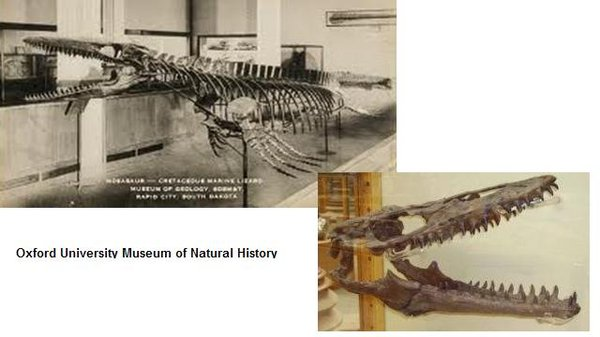 MOSASAUR — CRETACEOUS MARINE LIZARD
MUSEUM OF GEOLOGY, SDSM&T,
RAPID CITY, SOUTH DAKOTA
Oxford University Museum of Natural History